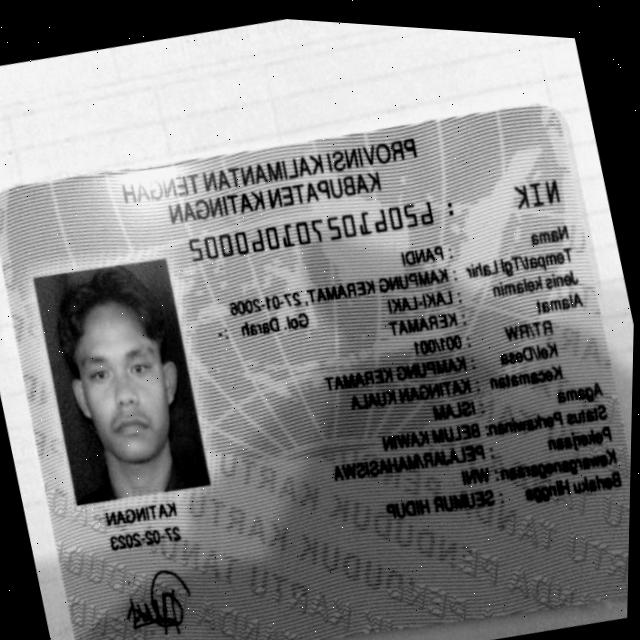 PROVINSI KALIMANTAN TENGAH
KABUPATEN KATINGAN
NIK : 6206102701060002
Nama : PANDI
Tempat/Tgl Lahir : KAMPUNG KERAMAT, 27-01-2006
Jenis kelamin : LAKI-LAKI Gol. Darah : -
Alamat : KERAMAT
RT/RW : 001/001
Kel/Desa : KAMPUNG KERAMAT
Kecamatan : KATINGAN KUALA
Agama : ISLAM
Status Perkawinan: BELUM KAWIN
Pekerjaan : PELAJAR/MAHASISWA
Kewarganegaraan: WNI
Berlaku Hingga : SEUMUR HIDUP
KATINGAN
27-02-2023